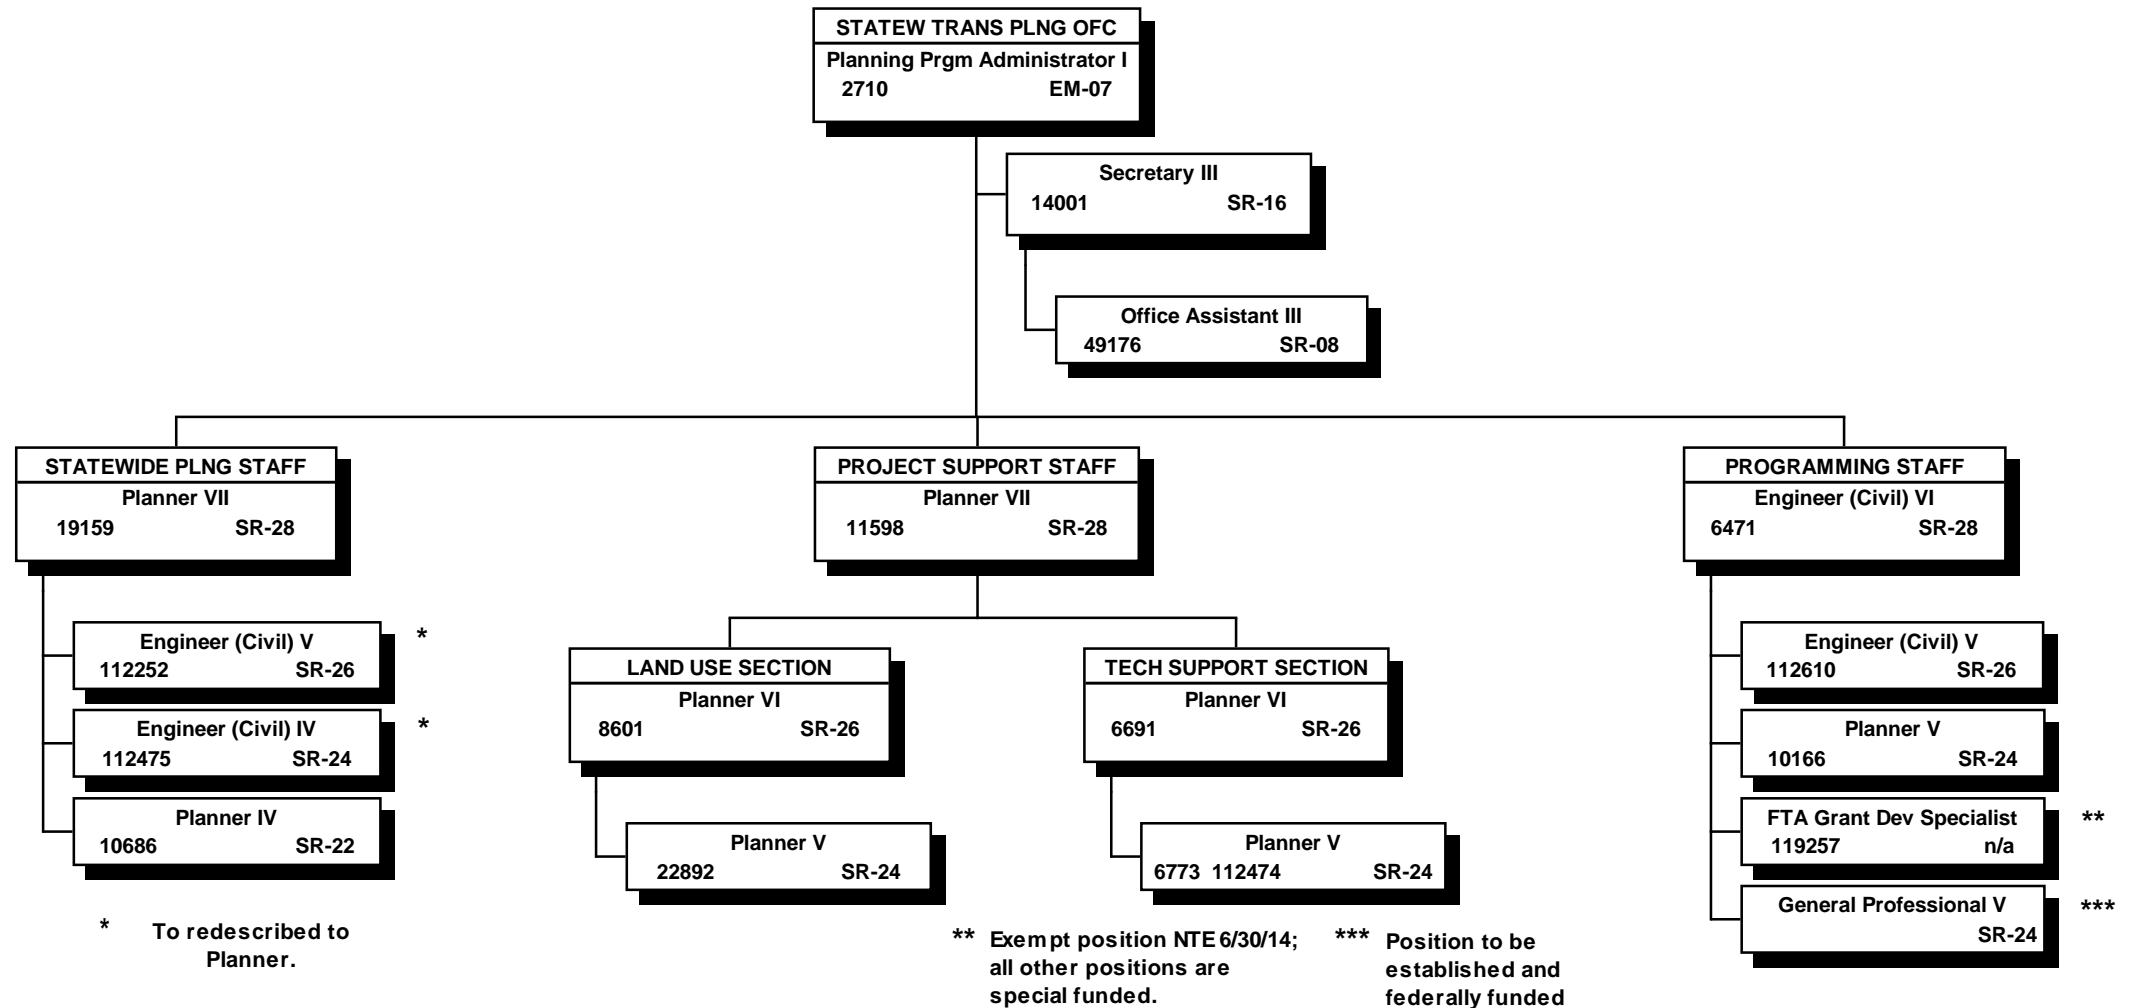 STATEW TRANS PLNG OFC
Planning Prgm Administrator I
2710 EM-07
Secretary III
14001 SR-16
Office Assistant III
49176 SR-08
STATEWIDE PLNG STAFF
Planner VII
19159 SR-28
Engineer (Civil) V *
112252 SR-26
Engineer (Civil) IV *
112475 SR-24
Planner IV
10686 SR-22
* To redescribed to
Planner.
PROJECT SUPPORT STAFF
Planner VII
11598 SR-28
LAND USE SECTION
Planner VI
8601 SR-26
Planner V
22892 SR-24
TECH SUPPORT SECTION
Planner VI
6691 SR-26
Planner V
6773 112474 SR-24
PROGRAMMING STAFF
Engineer (Civil) VI
6471 SR-28
Engineer (Civil) V
112610 SR-26
Planner V
10166 SR-24
FTA Grant Dev Specialist **
119257 n/a
General Professional V ***
SR-24
** Exempt position NTE 6/30/14;
all other positions are
special funded.
*** Position to be
established and
federally funded